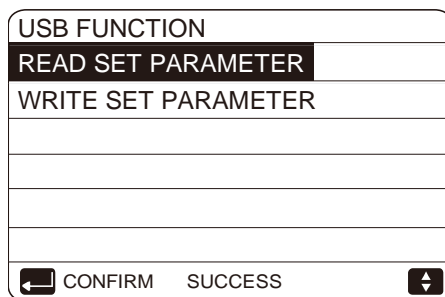 USB FUNCTION
READ SET PARAMETER
WRITE SET PARAMETER
CONFIRM SUCCESS